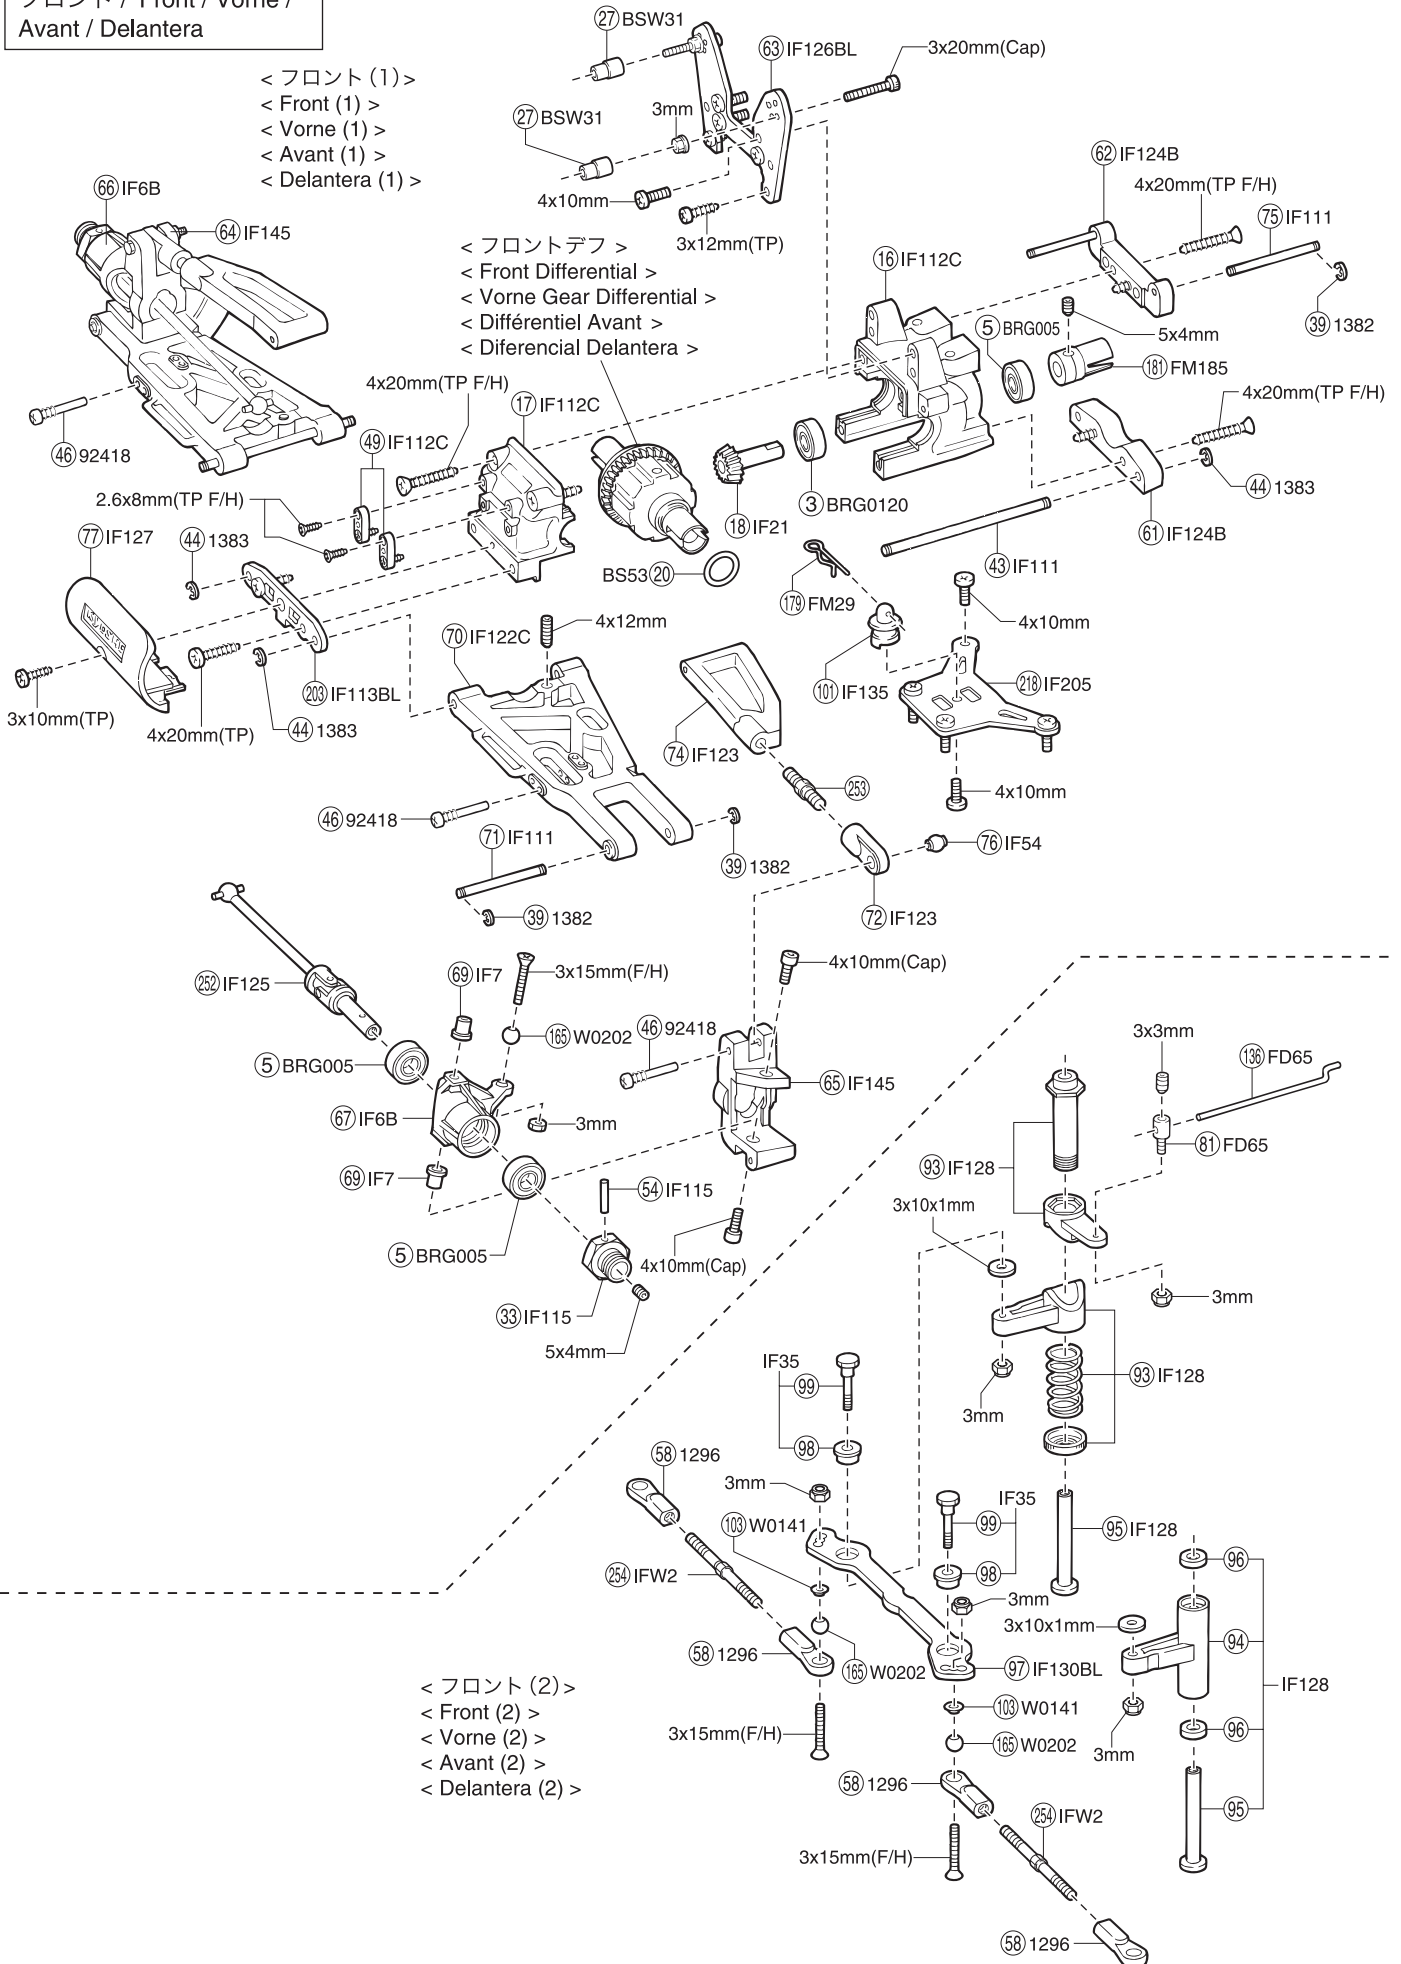 フロント / Front / Vorne /
Avant / Delantera
< フロント (1) >
< Front (1) >
< Vorne (1) >
< Avant (1) >
< Delantera (1) >
27 BSW31
63 IF126BL
3x20mm(Cap)
27 BSW31
3mm
4x10mm
3x12mm(TP)
62 IF124B
4x20mm(TP F/H)
75 IF111
39 1382
66 IF6B
64 IF145
46 92418
< フロントデフ >
< Front Differential >
< Vorne Gear Differential >
< Différentiel Avant >
< Diferencial Delantera >
16 IF112C
5 BRG005
5x4mm
181 FM185
4x20mm(TP F/H)
44 1383
61 IF124B
4x20mm(TP F/H)
17 IF112C
49 IF112C
2.6x8mm(TP F/H)
77 IF127
44 1383
18 IF21
3 BRG0120
BS53 20
43 IF111
179 FM29
4x10mm
101 IF135
218 IF205
4x10mm
KYOSHO
3x10mm(TP)
4x20mm(TP)
203 IF113BL
44 1383
70 IF122C
4x12mm
74 IF123
253
76 IF54
72 IF123
46 92418
71 IF111
39 1382
39 1382
252 IF125
69 IF7
3x15mm(F/H)
165 W0202
5 BRG005
67 IF6B
3mm
69 IF7
5 BRG005
54 IF115
33 IF115
5x4mm
46 92418
4x10mm(Cap)
65 IF145
4x10mm(Cap)
3x3mm
136 FD65
81 FD65
93 IF128
3x10x1mm
3mm
3mm
93 IF128
95 IF128
IF35
99
98
58 1296
3mm
103 W0141
254 IFW2
58 1296
165 W0202
3x15mm(F/H)
IF35
99
98
3mm
97 IF130BL
103 W0141
165 W0202
58 1296
3x15mm(F/H)
254 IFW2
58 1296
96
3x10x1mm
94
IF128
96
3mm
95
< フロント (2) >
< Front (2) >
< Vorne (2) >
< Avant (2) >
< Delantera (2) >